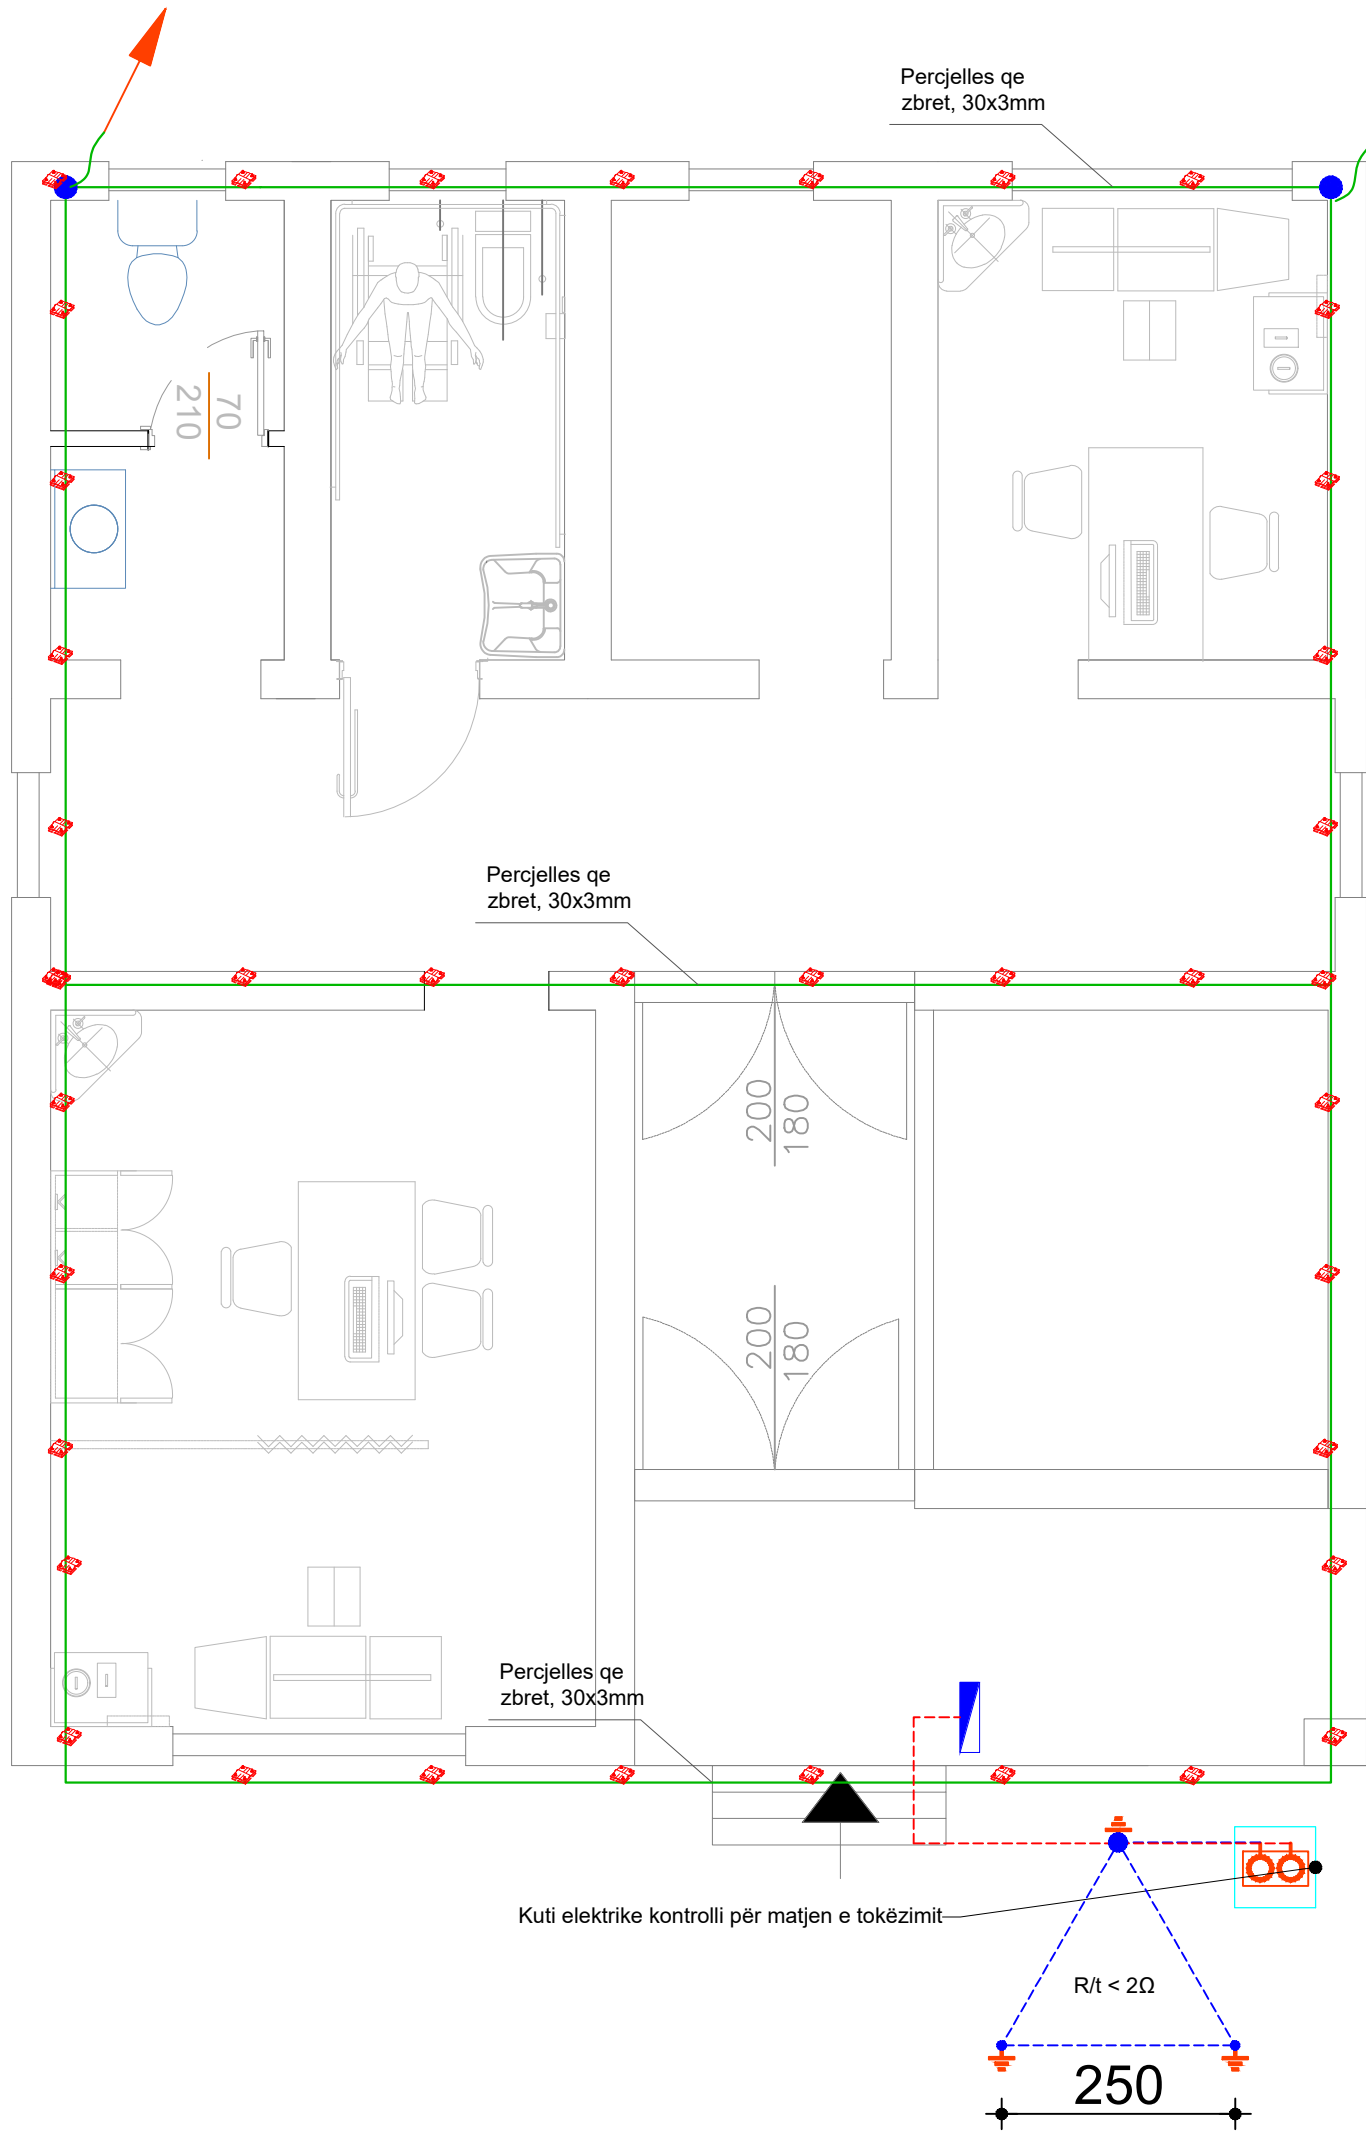 Percjelles qe
zbret, 30x3mm
70
210
Percjelles qe
zbret, 30x3mm
200
180
K
K
200
180
Percjelles qe
zbret, 30x3mm
Kuti elektrike kontrolli për matjen e tokëzimit
R/t < 2Ω
250